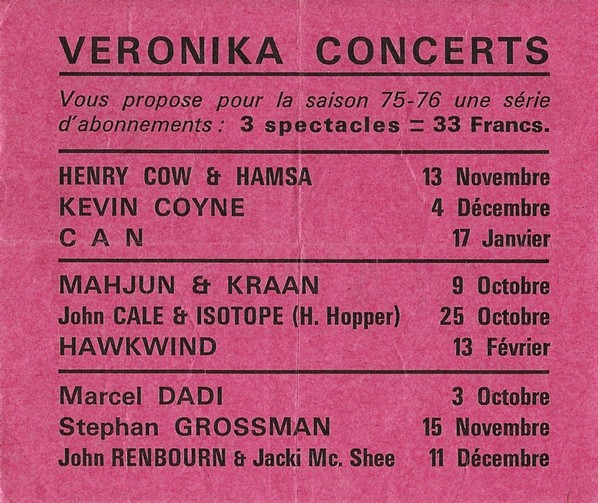 VERONIKA CONCERTS
Vous propose pour la saison 75-76 une série
d'abonnements : 3 spectacles = 33 Francs.
HENRY COW & HAMSA 13 Novembre
KEVIN COYNE 4 Décembre
C A N 17 Janvier
MAHJUN & KRAAN 9 Octobre
John CALE & ISOTOPE (H. Hopper) 25 Octobre
HAWKWIND 13 Février
Marcel DADI 3 Octobre
Stephan GROSSMAN 15 Novembre
John RENBOURN & Jacki Mc. Shee 11 Décembre